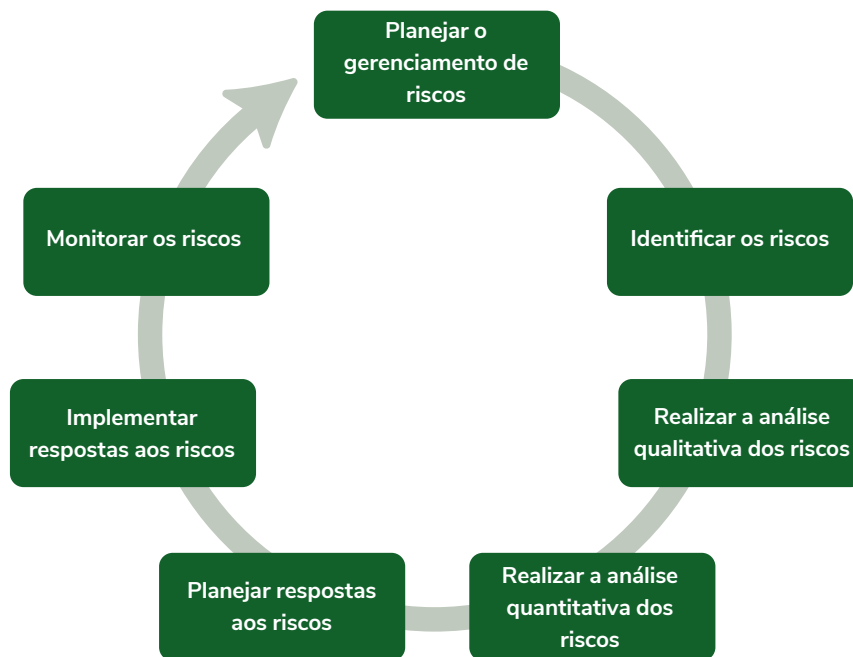 Planejar o
gerenciamento de
riscos
Identificar os riscos
Realizar a análise
qualitativa dos riscos
Realizar a análise
quantitativa dos
riscos
Planejar respostas
aos riscos
Implementar
respostas aos riscos
Monitorar os riscos